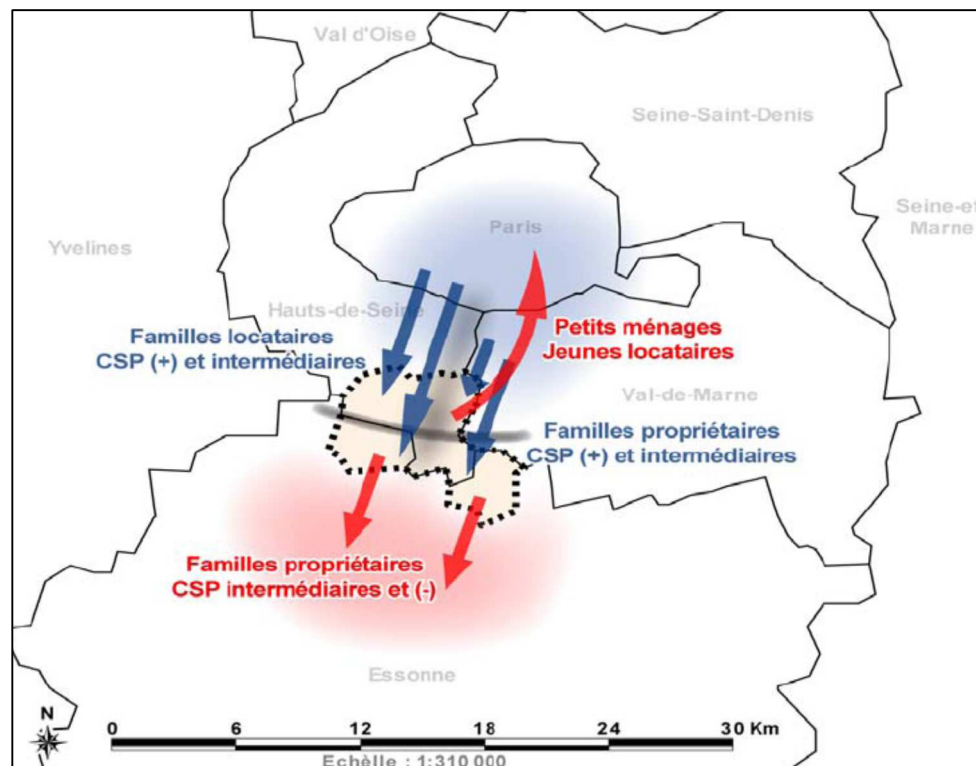 Val d'Oise
Seine-Saint-Denis
Seine-et
Marne
Paris
Yvelines
Hauts-de-Seine
Petits ménages
Jeunes locataires
Familles locataires
CSP (+) et intermédiaires
Val-de-Marne
Familles propriétaires
CSP (+) et intermédiaires
Familles propriétaires
CSP intermédiaires et (-)
Essonne
N
0 6 12 18 24 30 Km
Echèlle : 1:310 000